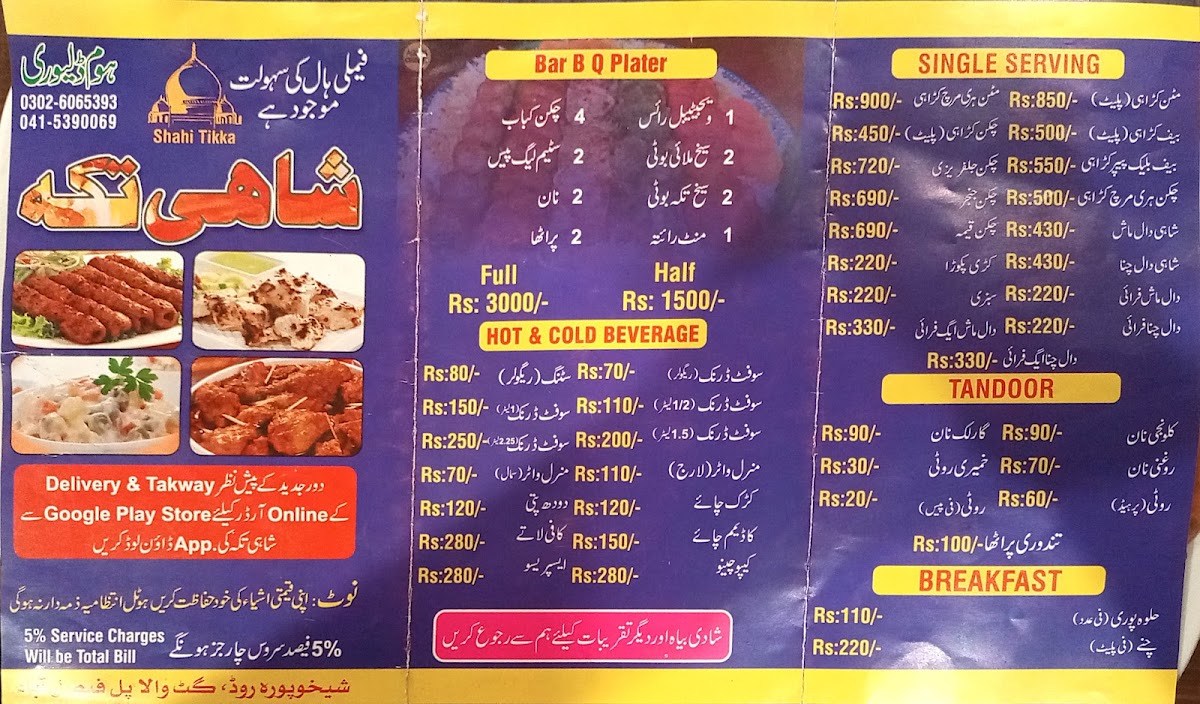 ہوم ڈلیوری
0302-6065393
041-5390069
Shahi Tikka
فیملی ہال کی سہولت
موجود ہے
شاہی تکہ
دور جدید کے پیش نظر Delivery & Takway
کے Online آرڈر کیلئے Google Play Store سے
شاہی تکہ کی App. ڈاؤن لوڈ کریں
نوٹ : اپنی قیمتی اشیاء کی خود حفاظت کریں ہوٹل انتظامیہ ذمہ دار نہ ہوگی
5% Service Charges
Will be Total Bill
5% فیصد سروس چارجز ہونگے
شیخوپورہ روڈ، گٹ والا پل فیصل آباد
Bar B Q Plater
1 ویجیٹیبل رائس 4 چکن کباب
2 سیخ ملائی بوٹی 2 سٹیم لیگ پیس
2 سیخ تکہ بوٹی 2 نان
1 منٹ رائتہ 2 پراٹھا
Full Half
Rs: 3000/- Rs: 1500/-
HOT & COLD BEVERAGE
سوفٹ ڈرنک (ریگولر) Rs:70/- سٹنگ (ریگولر) Rs:80/-
سوفٹ ڈرنک (1/2 لیٹر) Rs:110/- سوفٹ ڈرنک (1 لیٹر) Rs:150/-
سوفٹ ڈرنک (1.5 لیٹر) Rs:200/- سوفٹ ڈرنک (2.25 لیٹر) Rs:250/-
منرل واٹر (لارج) Rs:110/- منرل واٹر (سمال) Rs:70/-
کڑک چائے Rs:120/- دودھ پتی Rs:120/-
کاڈیمم چائے Rs:150/- کافی لاتے Rs:280/-
کیپوچینو Rs:280/- ایسپریسو Rs:280/-
شادی بیاہ اور دیگر تقریبات کیلئے ہم سے رجوع کریں
SINGLE SERVING
مٹن کڑاہی (پلیٹ) Rs:850/- مٹن ہری مرچ کڑاہی Rs:900/-
بیف کڑاہی (پلیٹ) Rs:500/- چکن کڑاہی (پلیٹ) Rs:450/-
بیف بلیک پیپر کڑاہی Rs:550/- چکن جلفریزی Rs:720/-
چکن ہری مرچ کڑاہی Rs:500/- چکن جنجر Rs:690/-
شاہی دال ماش Rs:430/- چکن قیمہ Rs:690/-
شاہی دال چنا Rs:430/- کڑی پکوڑا Rs:220/-
دال ماش فرائی Rs:220/- سبزی Rs:220/-
دال چنا فرائی Rs:220/- دال ماش ایگ فرائی Rs:330/-
دال چنا ایگ فرائی Rs:330/-
TANDOOR
کلونجی نان Rs:90/- گارلک نان Rs:90/-
روغنی نان Rs:70/- خمیری روٹی Rs:30/-
روٹی (پرہیڈ) Rs:60/- روٹی (فی پیس) Rs:20/-
تندوری پراٹھا Rs:100/-
BREAKFAST
حلوہ پوری (فی عدد) Rs:110/-
چنے (فی پلیٹ) Rs:220/-